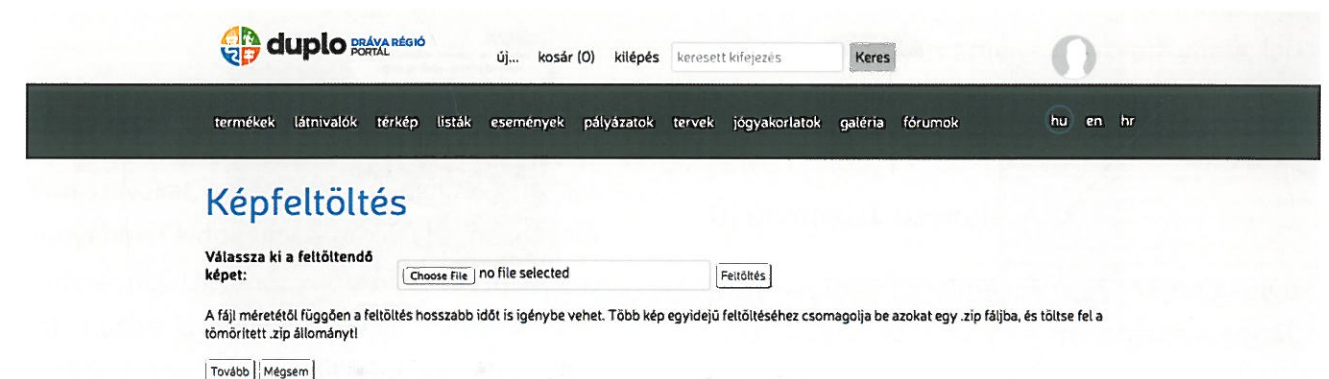 duplo DRÁVA RÉGIÓ
PORTÁL
új... kosár (0) kilépés keresett kifejezés Keres
termékek látnivalók térkép listák események pályázatok tervek jógyakorlatok galéria fórumok hu en hr
Képfeltöltés
Válassza ki a feltöltendő
képet:
Choose File no file selected Feltöltés
A fájl méretétől függően a feltöltés hosszabb időt is igénybe vehet. Több kép egyidejű feltöltéséhez csomagolja be azokat egy .zip fáljba, és töltse fel a
tömörített .zip állományt!
Tovább Mégsem